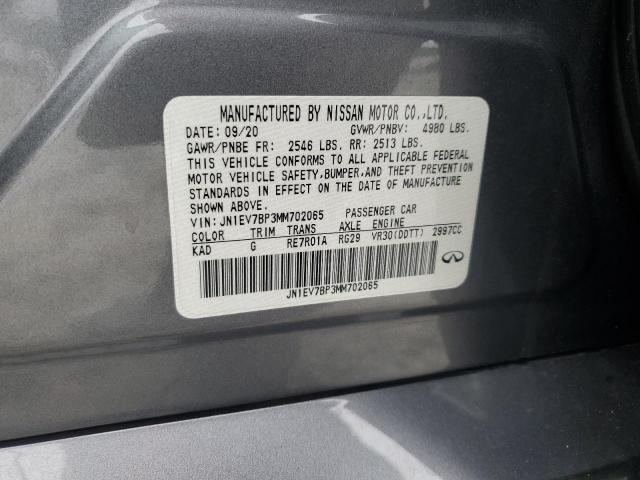 MANUFACTURED BY NISSAN MOTOR CO.,LTD.
DATE: 09/20 GVWR/PNBV: 4980 LBS.
GAWR/PNBE FR: 2546 LBS. RR: 2513 LBS.
THIS VEHICLE CONFORMS TO ALL APPLICABLE FEDERAL
MOTOR VEHICLE SAFETY,BUMPER,AND THEFT PREVENTION
STANDARDS IN EFFECT ON THE DATE OF MANUFACTURE
SHOWN ABOVE.
VIN: JN1EV7BP3MM702065 PASSENGER CAR
COLOR TRIM TRANS AXLE ENGINE
KAD G RE7R01A RG29 VR30(DDTT) 2997CC
JN1EV7BP3MM702065